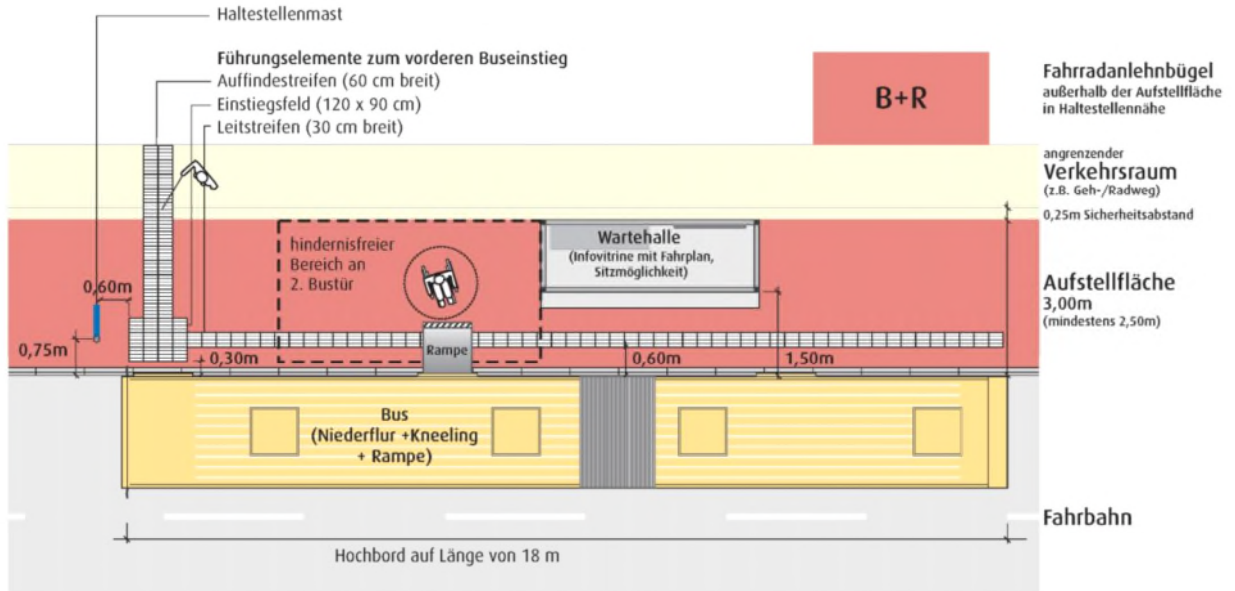 Haltestellenmast
Führungselemente zum vorderen Buseinstieg
Auffindestreifen (60 cm breit)
Einstiegsfeld (120 x 90 cm)
Leitstreifen (30 cm breit)
B+R
Fahrradanlehnbügel
außerhalb der Aufstellfläche
in Haltestellennähe
angrenzender
Verkehrsraum
(z.B. Geh-/Radweg)
0,25m Sicherheitsabstand
hindernisfreier
Bereich an
2. Bustür
Wartehalle
(Infovitrine mit Fahrplan,
Sitzmöglichkeit)
Aufstellfläche
3,00m
(mindestens 2,50m)
0,60m
0,75m
0,30m
Rampe
0,60m
1,50m
Bus
(Niederflur +Kneeling
+ Rampe)
Fahrbahn
Hochbord auf Länge von 18 m